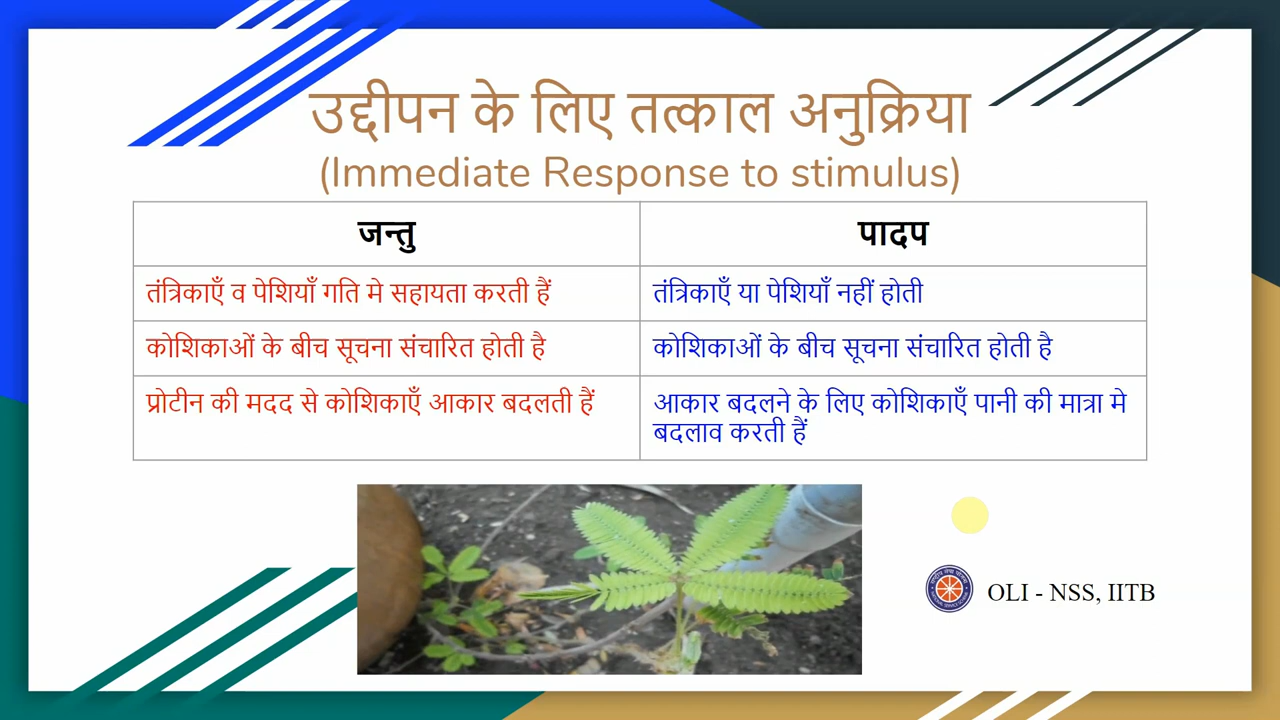 उद्दीपन के लिए तत्काल अनुक्रिया
(Immediate Response to stimulus)
जन्तु
पादप
तंत्रिकाएँ व पेशियाँ गति मे सहायता करती हैं
तंत्रिकाएँ या पेशियाँ नहीं होती
कोशिकाओं के बीच सूचना संचारित होती है
कोशिकाओं के बीच सूचना संचारित होती है
प्रोटीन की मदद से कोशिकाएँ आकार बदलती हैं
आकार बदलने के लिए कोशिकाएँ पानी की मात्रा मे
बदलाव करती हैं
OLI - NSS, IITB